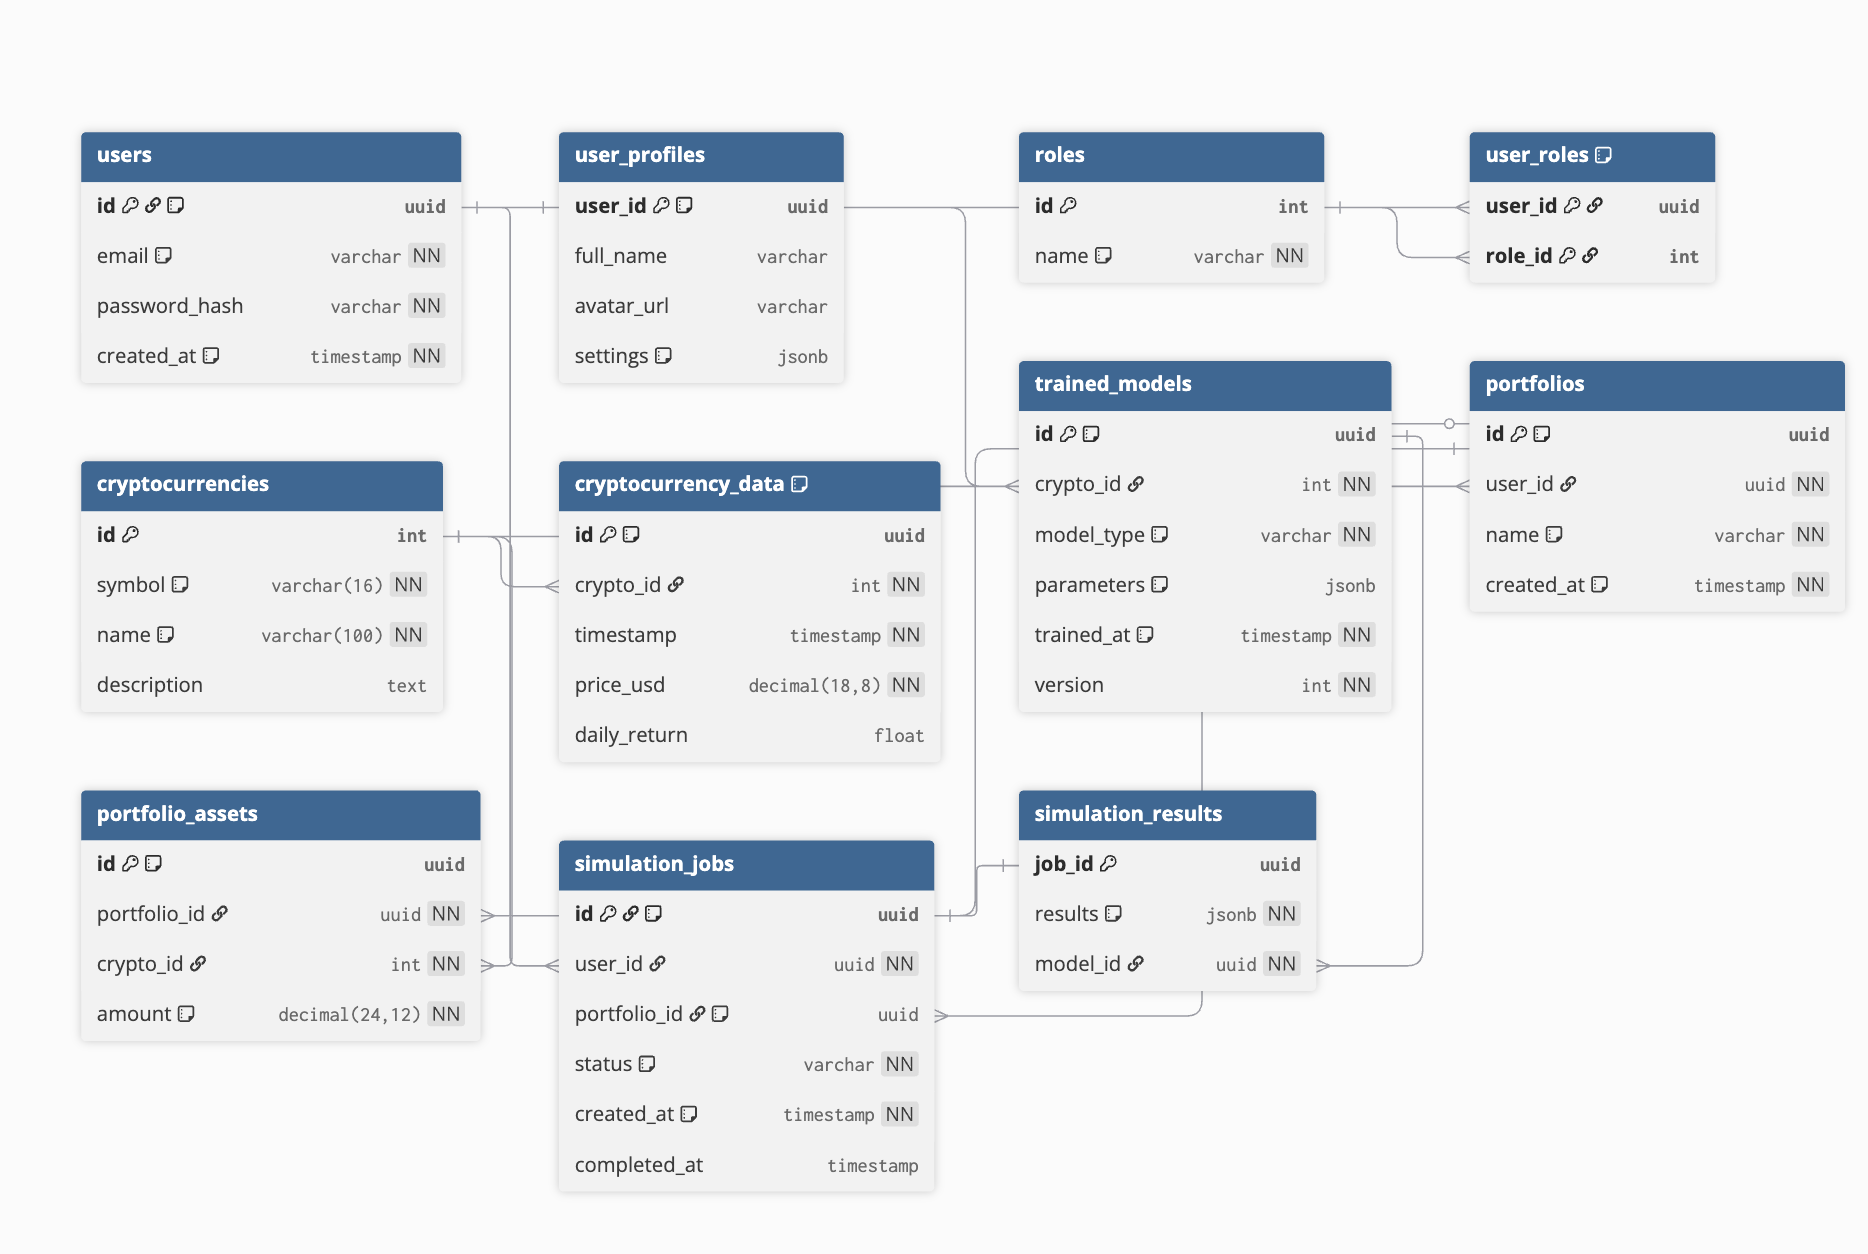 users
id uuid
email varchar NN
password_hash varchar NN
created_at timestamp NN
user_profiles
user_id uuid
full_name varchar
avatar_url varchar
settings jsonb
roles
id int
name varchar NN
user_roles
user_id uuid
role_id int
trained_models
id uuid
crypto_id int NN
model_type varchar NN
parameters jsonb
trained_at timestamp NN
version int NN
portfolios
id uuid
user_id uuid NN
name varchar NN
created_at timestamp NN
cryptocurrencies
id int
symbol varchar(16) NN
name varchar(100) NN
description text
cryptocurrency_data
id uuid
crypto_id int NN
timestamp timestamp NN
price_usd decimal(18,8) NN
daily_return float
portfolio_assets
id uuid
portfolio_id uuid NN
crypto_id int NN
amount decimal(24,12) NN
simulation_jobs
id uuid
user_id uuid NN
portfolio_id uuid
status varchar NN
created_at timestamp NN
completed_at timestamp
simulation_results
job_id uuid
results jsonb NN
model_id uuid NN